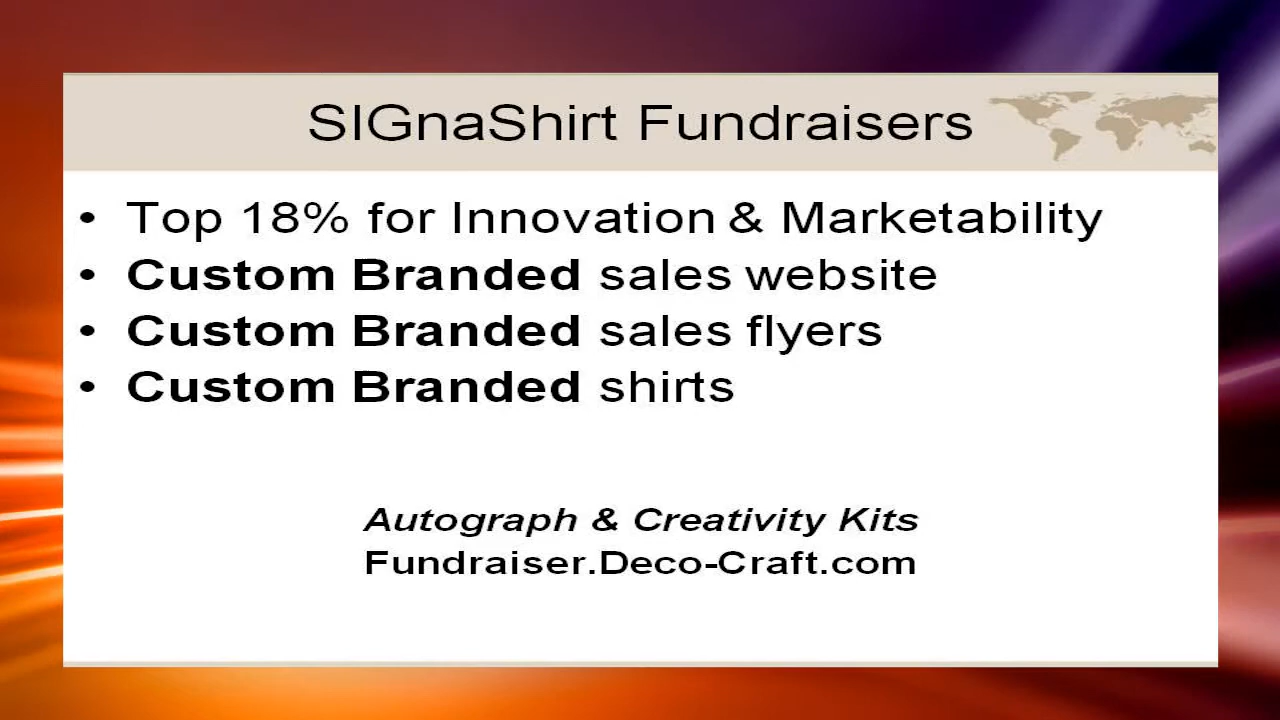 SIGnaShirt Fundraisers
• Top 18% for Innovation & Marketability
• Custom Branded sales website
• Custom Branded sales flyers
• Custom Branded shirts
Autograph & Creativity Kits
Fundraiser.Deco-Craft.com